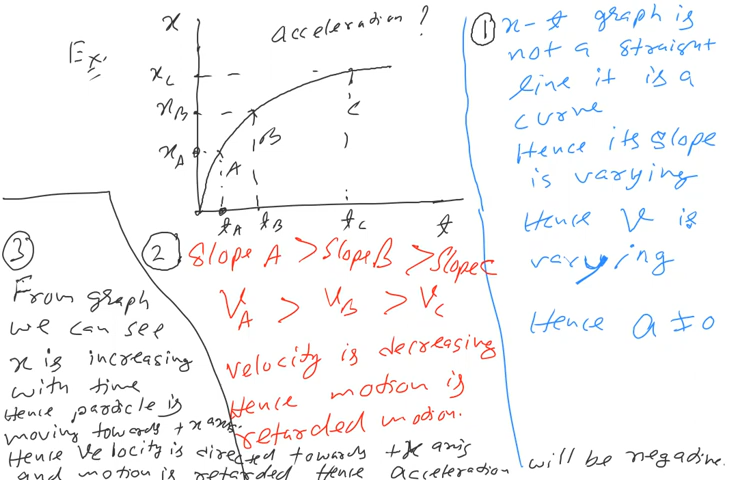 Ex.
x
acceleration ?
x_C
x_B
x_A
A
B
C
t_A t_B t_C t
1
x-t graph is
not a straight
line it is a
curve
Hence its slope
is varying
Hence V is
varying
Hence a ≠ 0
2
Slope A > Slope B > Slope C
V_A > V_B > V_C
velocity is decreasing
Hence motion is
retarded motion.
3
From graph
we can see
x is increasing
with time
Hence particle is
moving towards +x axis.
Hence velocity is directed towards +x axis
and motion is retarded Hence acceleration will be negative.